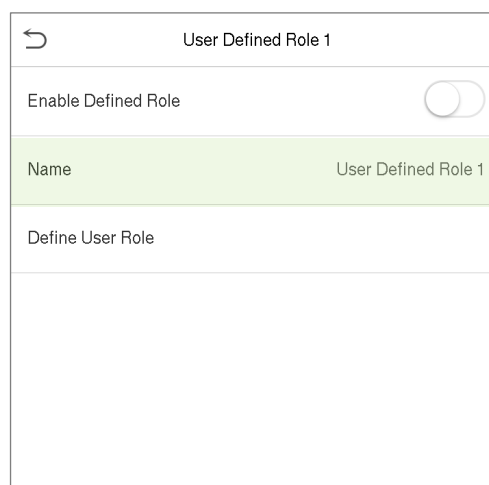 User Defined Role 1
Enable Defined Role
Name User Defined Role 1
Define User Role